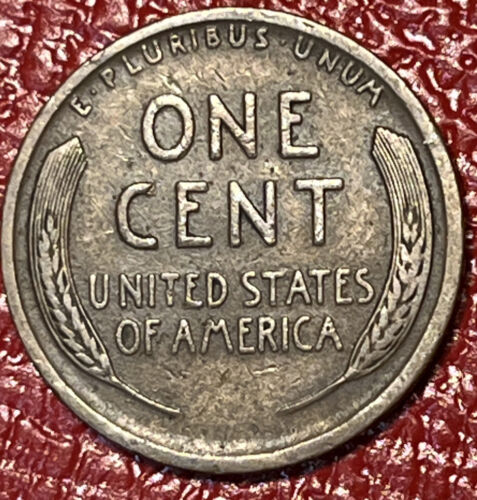 E·PLURIBUS·UNUM
ONE
CENT
UNITED STATES
OF AMERICA